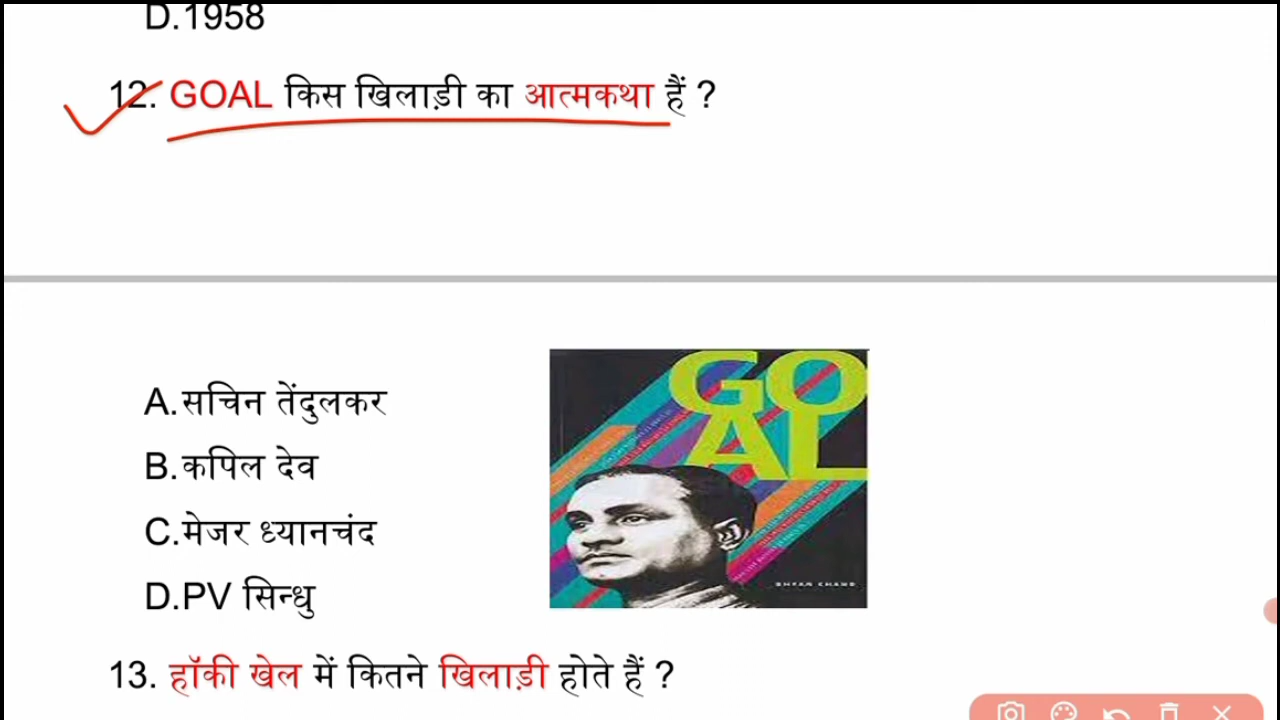 D.1958
12. GOAL किस खिलाड़ी का आत्मकथा हैं ?
A.सचिन तेंदुलकर
B.कपिल देव
C.मेजर ध्यानचंद
D.PV सिन्धु
GO
AL
DHYAN CHAND
13. हॉकी खेल में कितने खिलाड़ी होते हैं ?